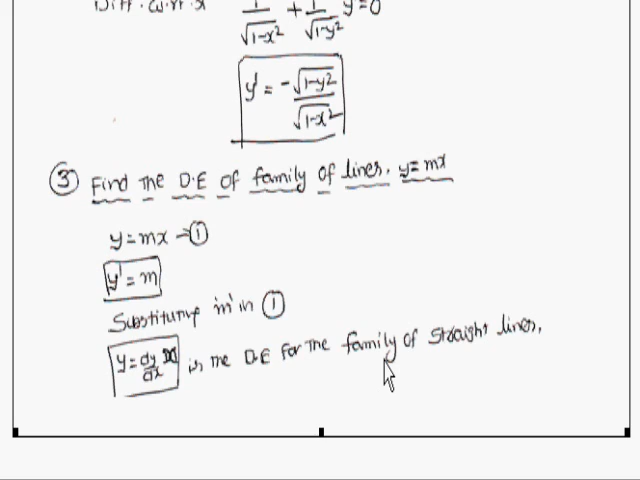 Diff. w.r.t. x   1/√1-x² + 1/√1-y² y' = 0
y' = -√1-y²/√1-x²
③ Find the D.E of family of lines, y=mx
y=mx →①
y' = m
Substituting 'm' in ①
y = dy/dx x is the D.E for the family of straight lines.